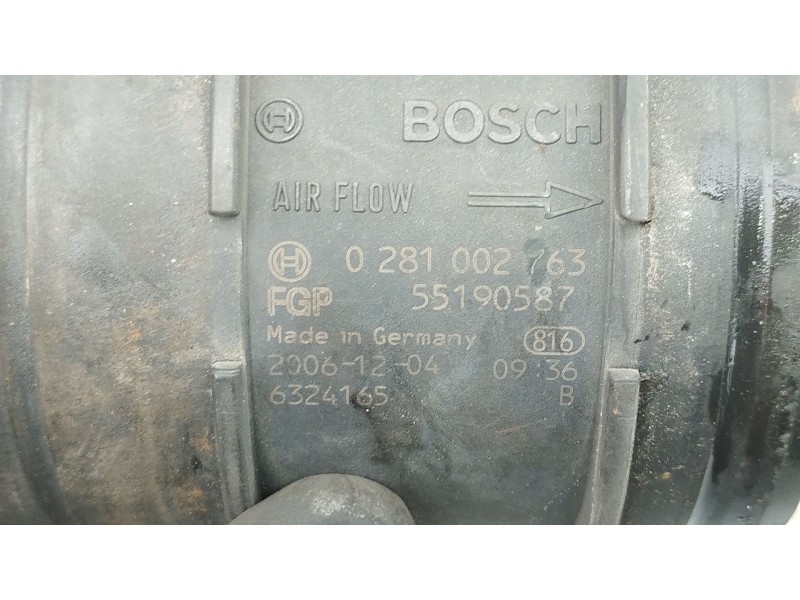 BOSCH
AIR FLOW
0 281 002 763
FGP 55190587
Made in Germany 816
2006-12-04 09:36
6324165 B